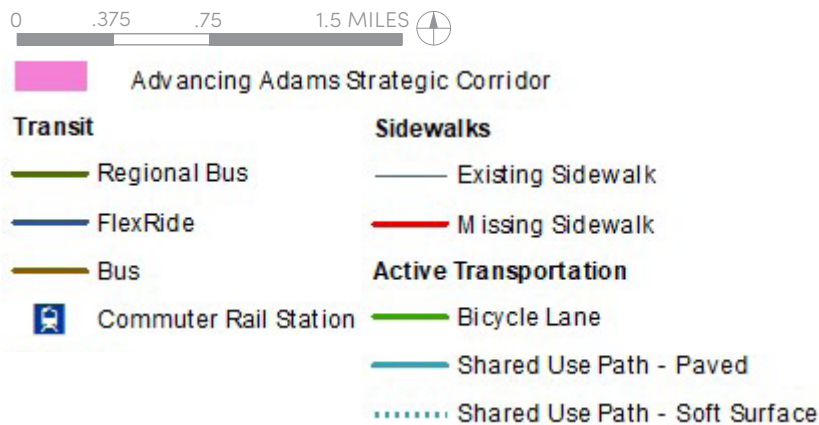 0 .375 .75 1.5 MILES
Advancing Adams Strategic Corridor
Transit
Regional Bus
FlexRide
Bus
Commuter Rail Station
Sidewalks
Existing Sidewalk
Missing Sidewalk
Active Transportation
Bicycle Lane
Shared Use Path - Paved
Shared Use Path - Soft Surface